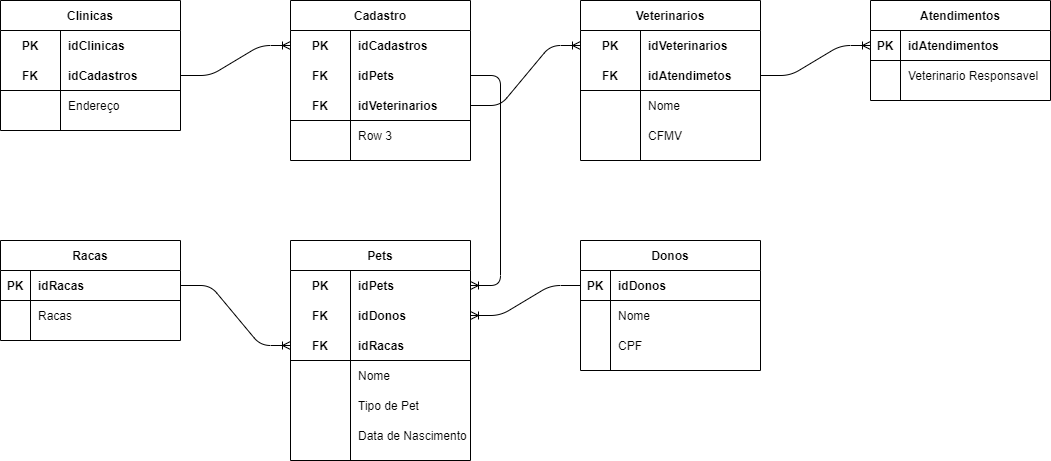 Clinicas
PK idClinicas
FK idCadastros
Endereço
Cadastro
PK idCadastros
FK idPets
FK idVeterinarios
Row 3
Veterinarios
PK idVeterinarios
FK idAtendimetos
Nome
CFMV
Atendimentos
PK idAtendimentos
Veterinario Responsavel
Racas
PK idRacas
Racas
Pets
PK idPets
FK idDonos
FK idRacas
Nome
Tipo de Pet
Data de Nascimento
Donos
PK idDonos
Nome
CPF